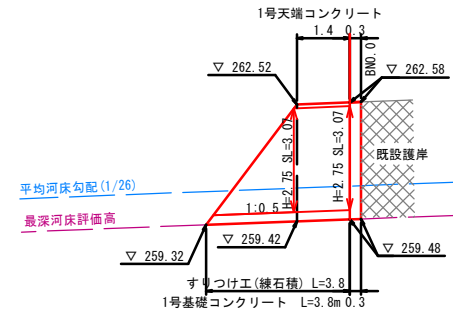 1号天端コンクリート
1.4 0.3
BNO.0
▽ 262.52
▽ 262.58
H=2.75 SL=3.07
H=2.75 SL=3.07
既設護岸
平均河床勾配(1/26)
1:0.5
最深河床評価高
▽ 259.42
▽ 259.48
▽ 259.32
すりつけ工(練石積) L=3.8
1号基礎コンクリート L=3.8m 0.3